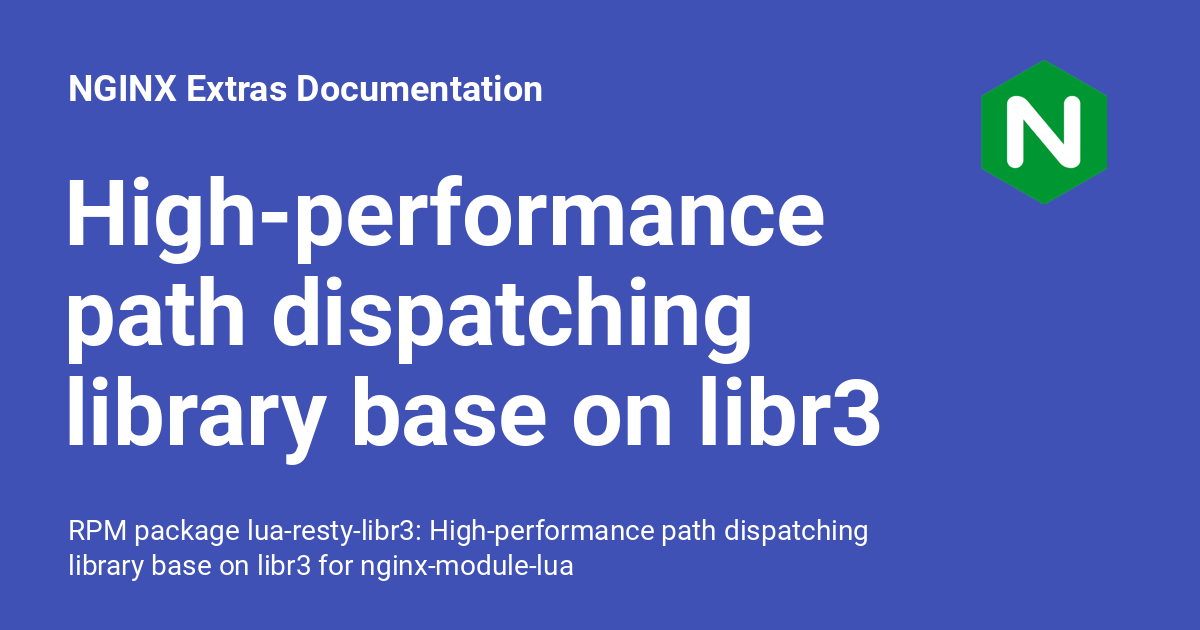 NGINX Extras Documentation
N
High-performance
path dispatching
library base on libr3
RPM package lua-resty-libr3: High-performance path dispatching
library base on libr3 for nginx-module-lua